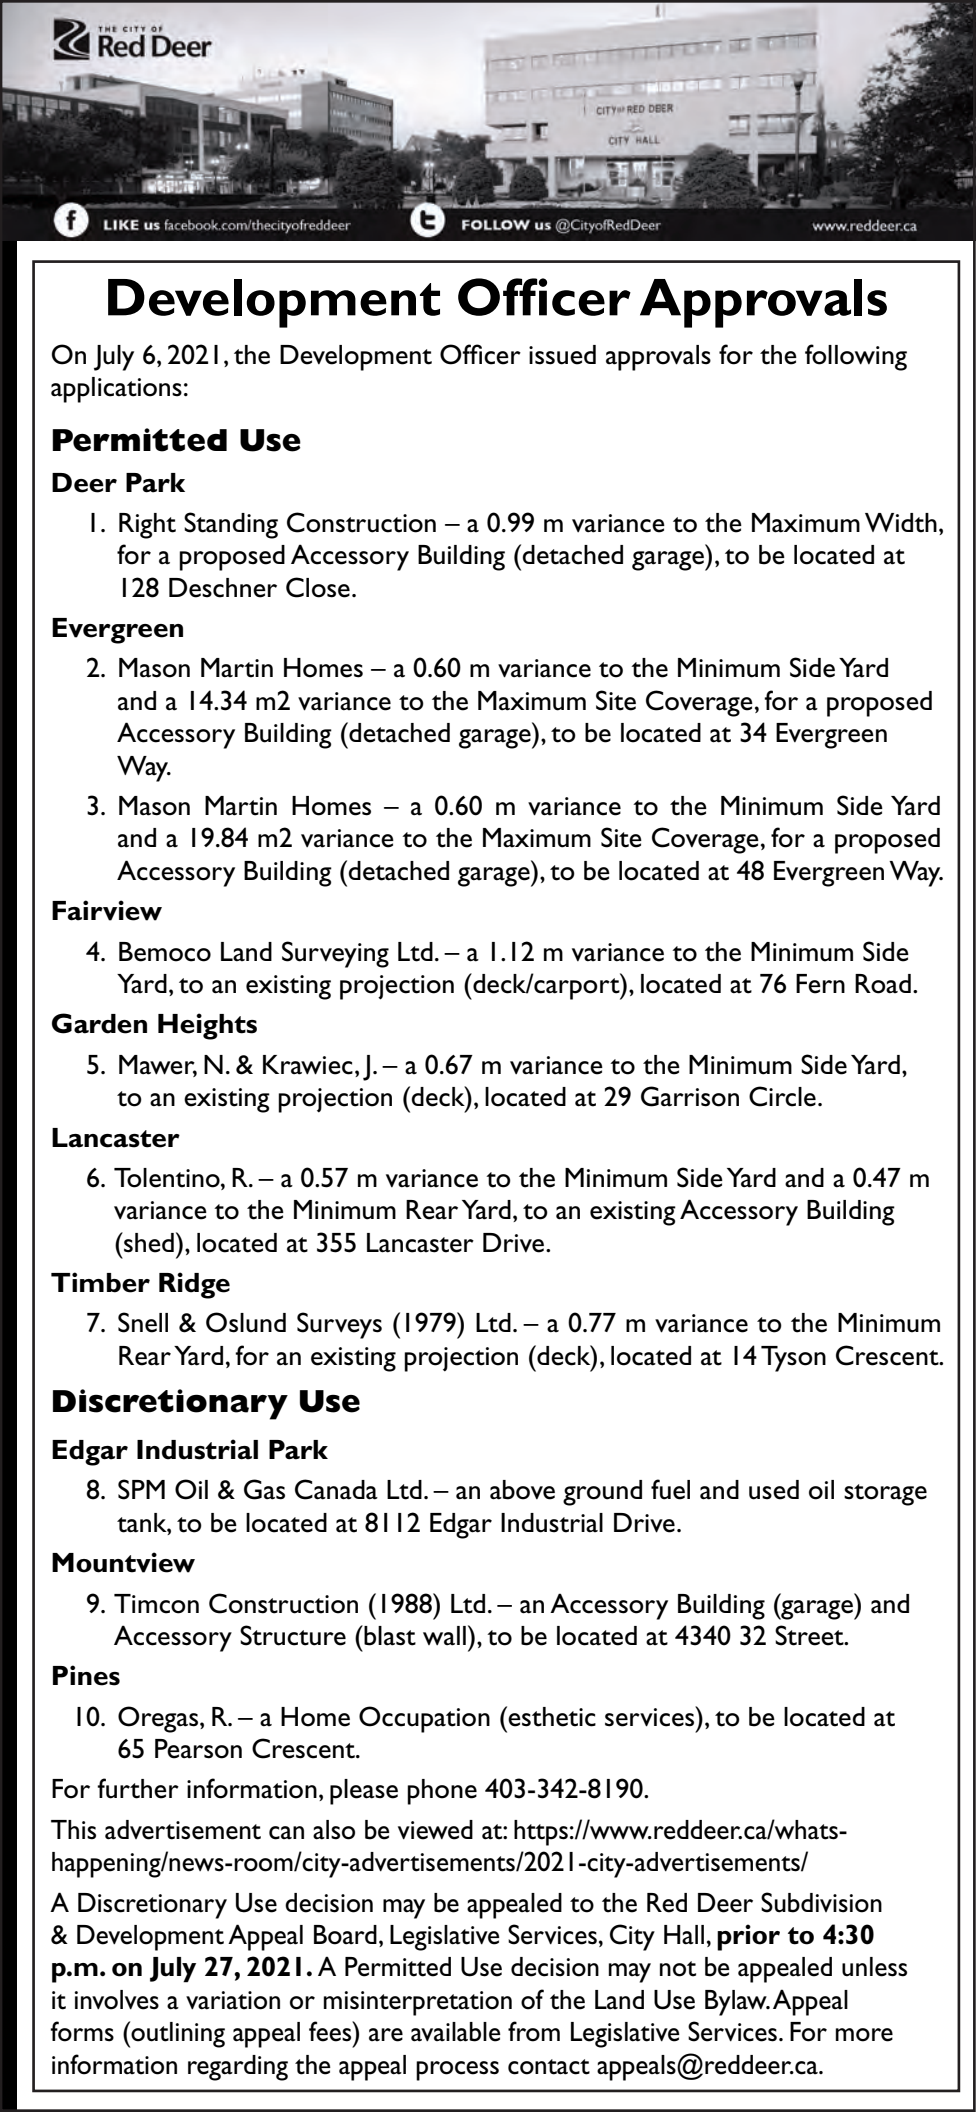 THE CITY OF
Red Deer
CITY OF RED DEER
CITY HALL
LIKE us facebook.com/thecityofreddeer
FOLLOW us @CityofRedDeer
www.reddeer.ca
Development Officer Approvals
On July 6, 2021, the Development Officer issued approvals for the following
applications:
Permitted Use
Deer Park
1. Right Standing Construction – a 0.99 m variance to the Maximum Width,
for a proposed Accessory Building (detached garage), to be located at
128 Deschner Close.
Evergreen
2. Mason Martin Homes – a 0.60 m variance to the Minimum Side Yard
and a 14.34 m2 variance to the Maximum Site Coverage, for a proposed
Accessory Building (detached garage), to be located at 34 Evergreen
Way.
3. Mason Martin Homes – a 0.60 m variance to the Minimum Side Yard
and a 19.84 m2 variance to the Maximum Site Coverage, for a proposed
Accessory Building (detached garage), to be located at 48 Evergreen Way.
Fairview
4. Bemoco Land Surveying Ltd. – a 1.12 m variance to the Minimum Side
Yard, to an existing projection (deck/carport), located at 76 Fern Road.
Garden Heights
5. Mawer, N. & Krawiec, J. – a 0.67 m variance to the Minimum Side Yard,
to an existing projection (deck), located at 29 Garrison Circle.
Lancaster
6. Tolentino, R. – a 0.57 m variance to the Minimum Side Yard and a 0.47 m
variance to the Minimum Rear Yard, to an existing Accessory Building
(shed), located at 355 Lancaster Drive.
Timber Ridge
7. Snell & Oslund Surveys (1979) Ltd. – a 0.77 m variance to the Minimum
Rear Yard, for an existing projection (deck), located at 14 Tyson Crescent.
Discretionary Use
Edgar Industrial Park
8. SPM Oil & Gas Canada Ltd. – an above ground fuel and used oil storage
tank, to be located at 8112 Edgar Industrial Drive.
Mountview
9. Timcon Construction (1988) Ltd. – an Accessory Building (garage) and
Accessory Structure (blast wall), to be located at 4340 32 Street.
Pines
10. Oregas, R. – a Home Occupation (esthetic services), to be located at
65 Pearson Crescent.
For further information, please phone 403-342-8190.
This advertisement can also be viewed at: https://www.reddeer.ca/whats-
happening/news-room/city-advertisements/2021-city-advertisements/
A Discretionary Use decision may be appealed to the Red Deer Subdivision
& Development Appeal Board, Legislative Services, City Hall, prior to 4:30
p.m. on July 27, 2021. A Permitted Use decision may not be appealed unless
it involves a variation or misinterpretation of the Land Use Bylaw. Appeal
forms (outlining appeal fees) are available from Legislative Services. For more
information regarding the appeal process contact appeals@reddeer.ca.